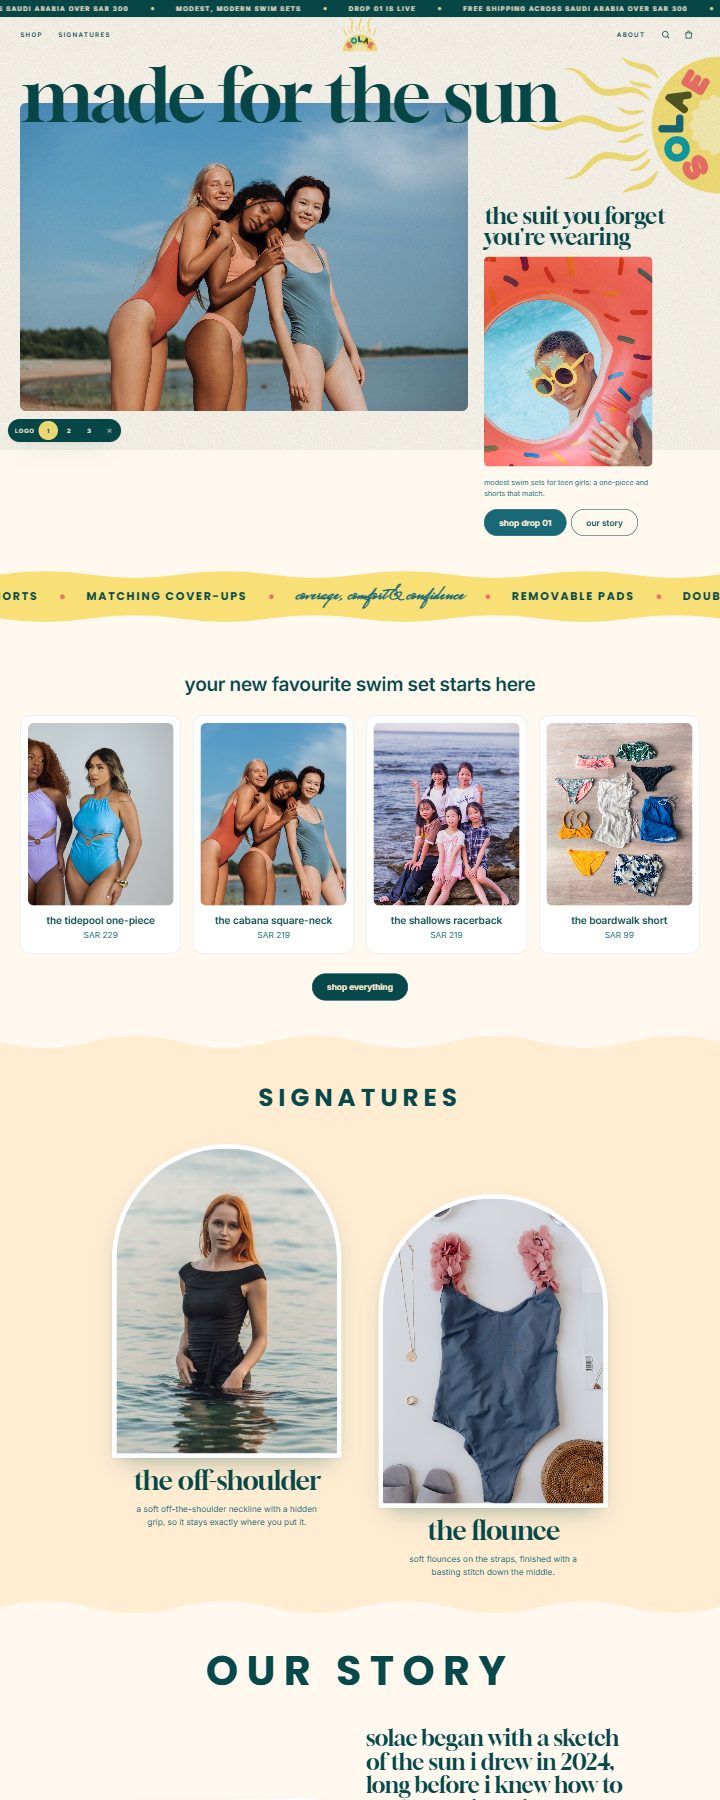 S SAUDI ARABIA OVER SAR 300 • MODEST, MODERN SWIM SETS • DROP 01 IS LIVE • FREE SHIPPING ACROSS SAUDI ARABIA OVER SAR 300 •
SHOP SIGNATURES SOLAE ABOUT
made for the sun
SOLAE
the suit you forget
you're wearing
LOGO 1 2 3 ×
modest swim sets for teen girls: a one-piece and
shorts that match.
shop drop 01 our story
ORTS • MATCHING COVER-UPS • coverage, comfort & confidence • REMOVABLE PADS • DOUB
your new favourite swim set starts here
the tidepool one-piece
SAR 229
the cabana square-neck
SAR 219
the shallows racerback
SAR 219
the boardwalk short
SAR 99
shop everything
SIGNATURES
the off-shoulder
a soft off-the-shoulder neckline with a hidden
grip, so it stays exactly where you put it.
the flounce
soft flounces on the straps, finished with a
basting stitch down the middle.
OUR STORY
solae began with a sketch
of the sun i drew in 2024,
long before i knew how to